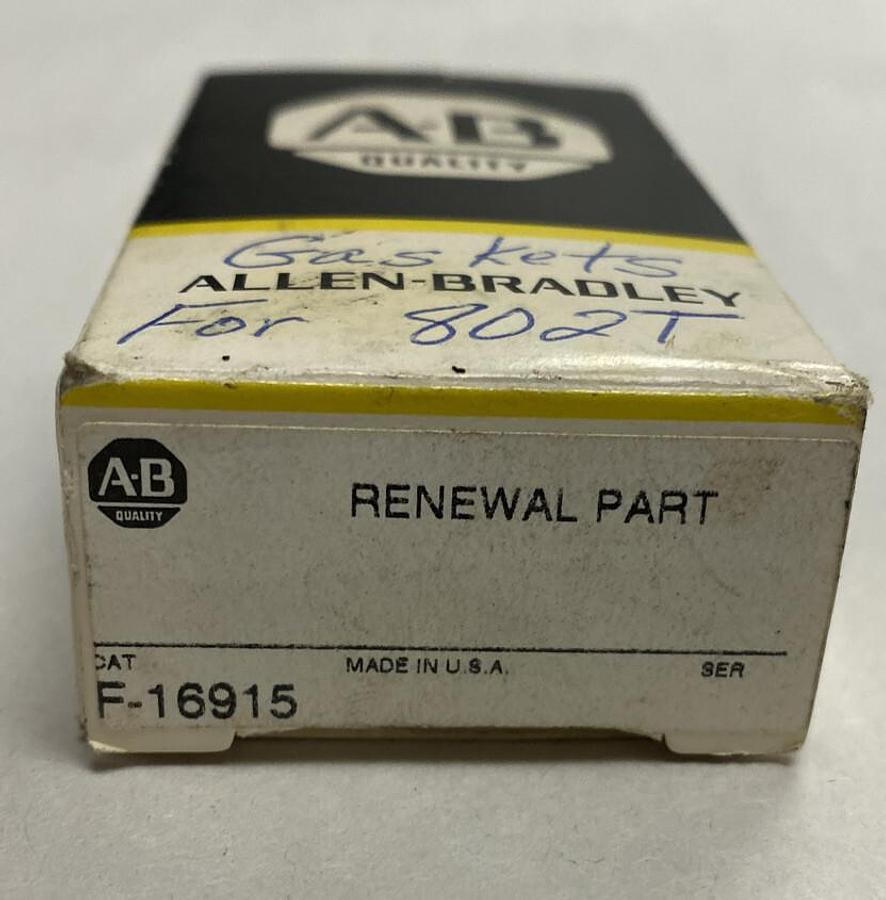 A-B
QUALITY
Gaskets
ALLEN-BRADLEY
For 802T
A-B
QUALITY
RENEWAL PART
CAT MADE IN U.S.A. SER
F-16915